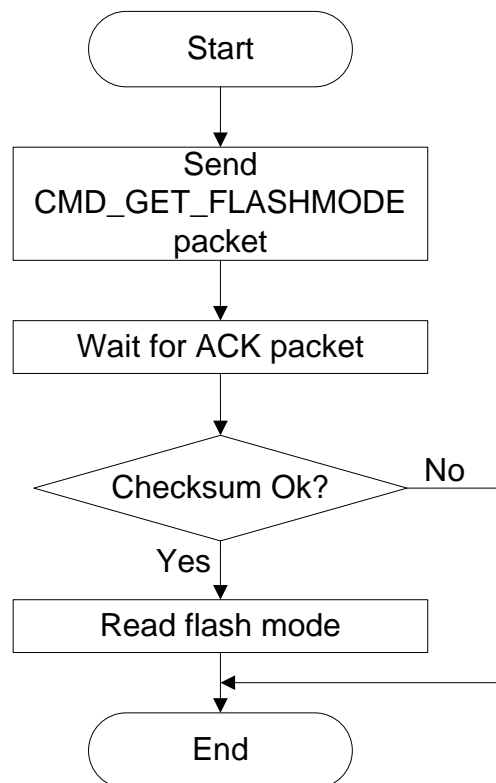 Start
Send
CMD_GET_FLASHMODE
packet
Wait for ACK packet
Checksum Ok?
No
Yes
Read flash mode
End